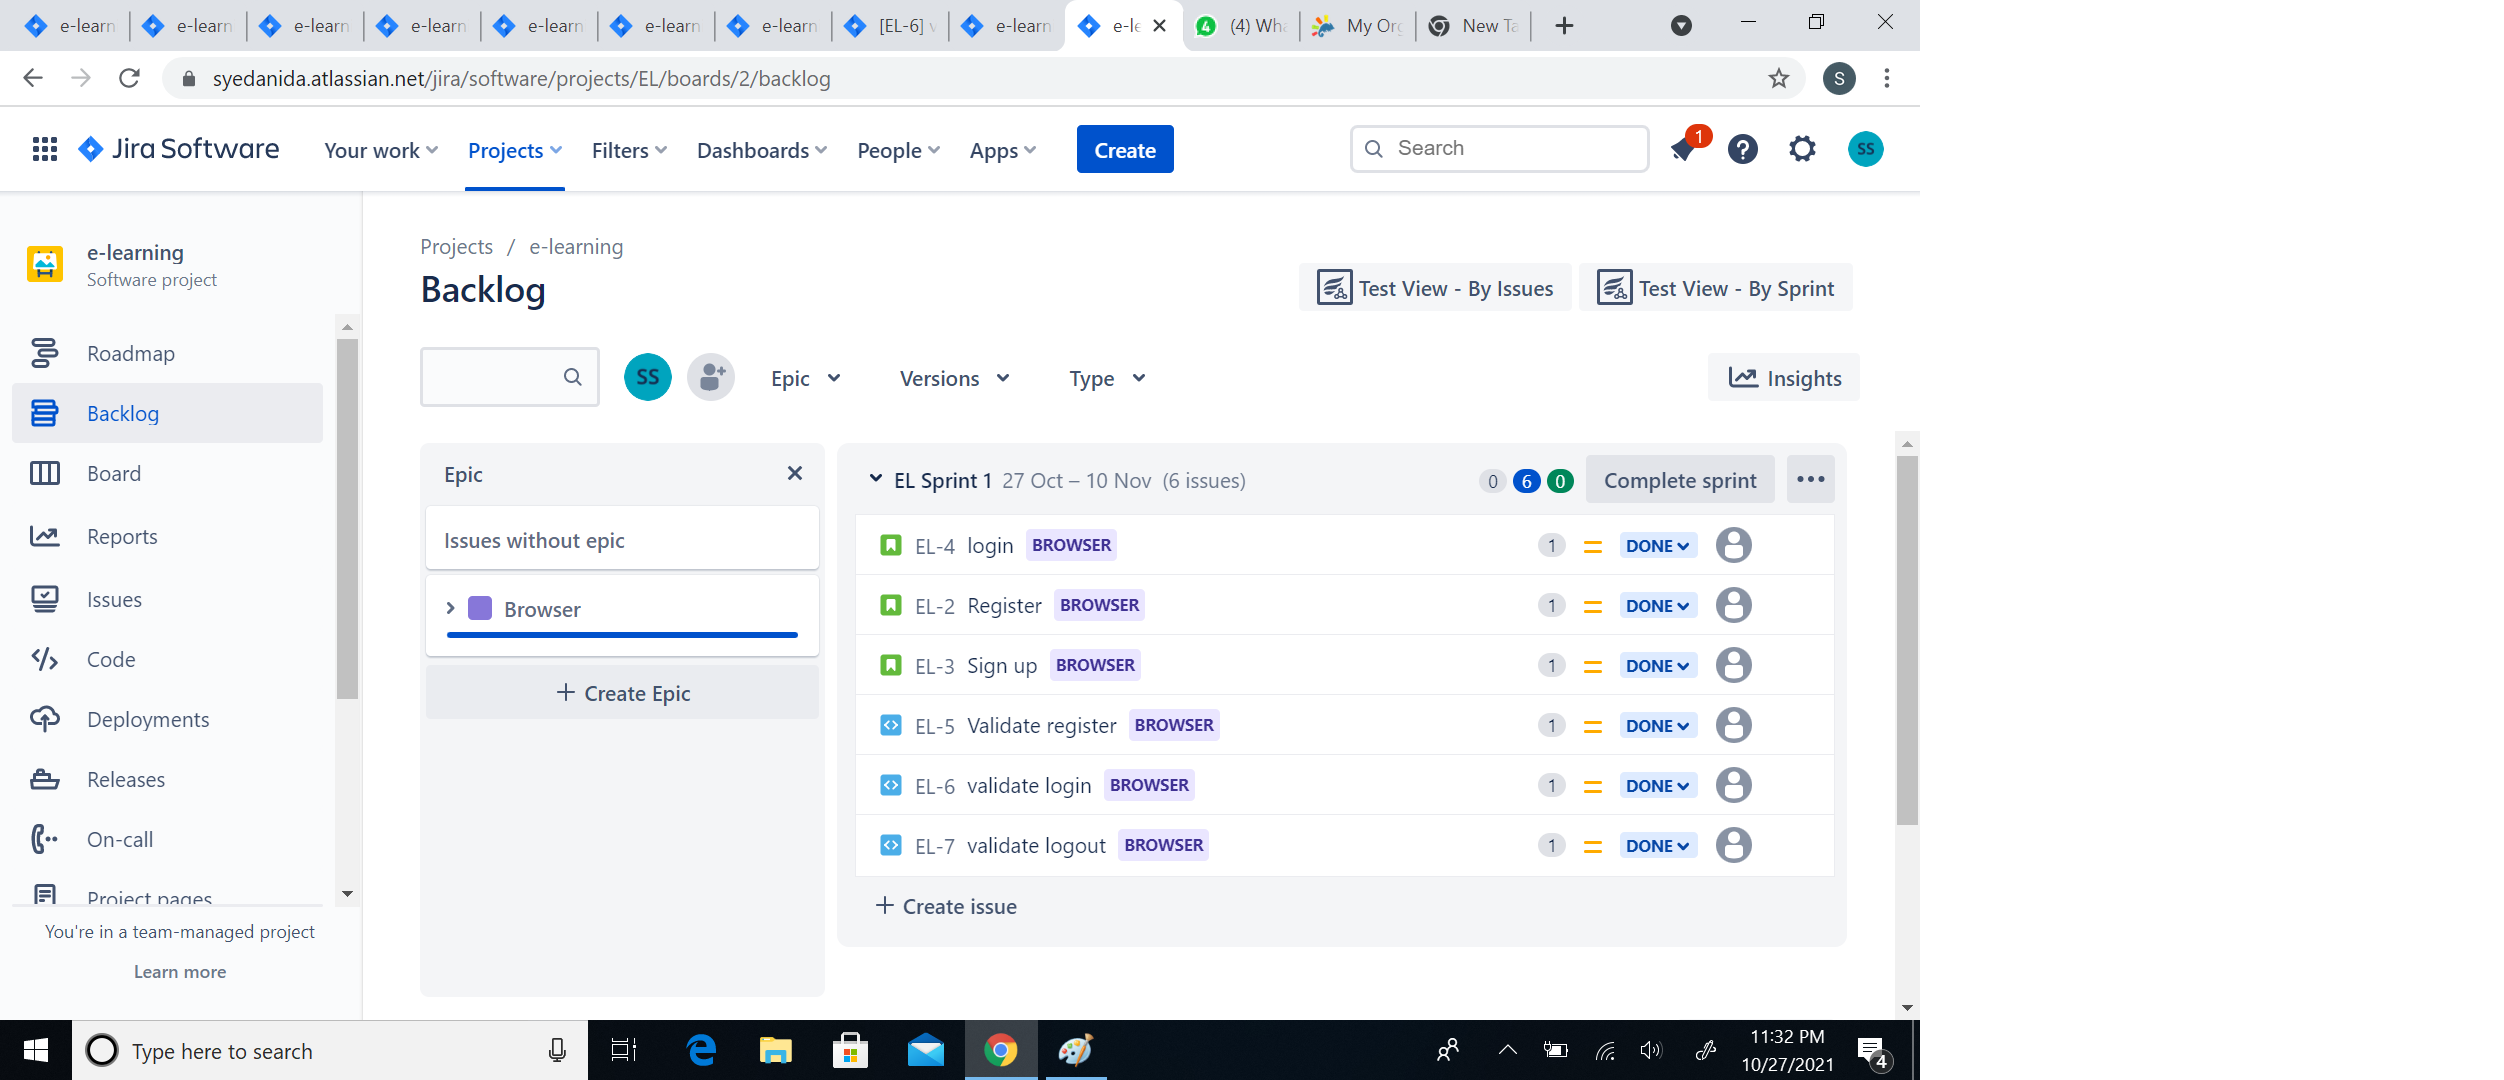 e-learn e-learn e-learn e-learn e-learn e-learn e-learn [EL-6] v e-learn e-le (4) Wha My Org New Ta
syedanida.atlassian.net/jira/software/projects/EL/boards/2/backlog S
Jira Software Your work Projects Filters Dashboards People Apps Create Search 1 SS
e-learning
Software project
Roadmap
Backlog
Board
Reports
Issues
Code
Deployments
Releases
On-call
Project pages
You're in a team-managed project
Learn more
Projects / e-learning
Backlog
Test View - By Issues Test View - By Sprint
SS Epic Versions Type Insights
Epic
Issues without epic
Browser
+ Create Epic
EL Sprint 1 27 Oct – 10 Nov (6 issues) 0 6 0 Complete sprint
EL-4 login BROWSER 1 DONE
EL-2 Register BROWSER 1 DONE
EL-3 Sign up BROWSER 1 DONE
EL-5 Validate register BROWSER 1 DONE
EL-6 validate login BROWSER 1 DONE
EL-7 validate logout BROWSER 1 DONE
+ Create issue
Type here to search
11:32 PM
10/27/2021
4